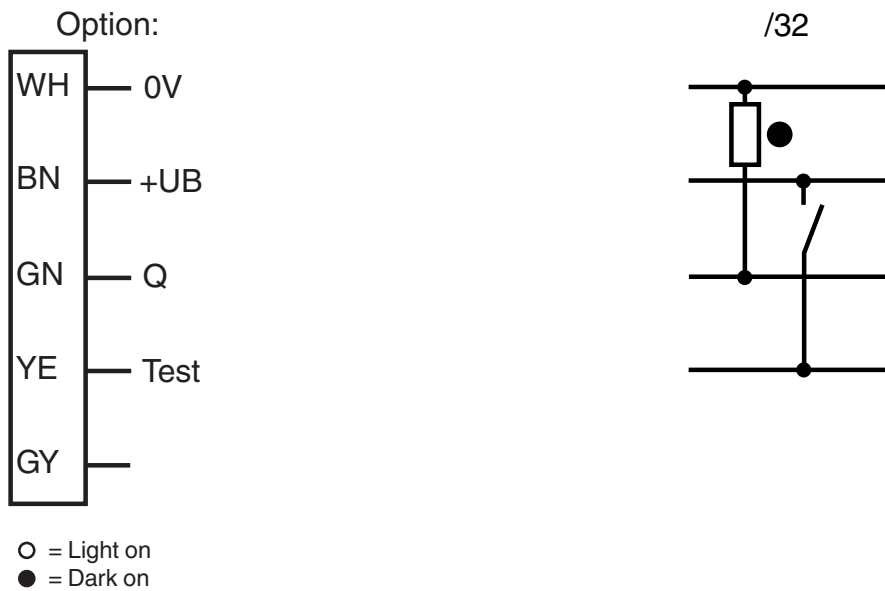 Option:
/32
WH 0V
BN +UB
GN Q
YE Test
GY
= Light on
= Dark on